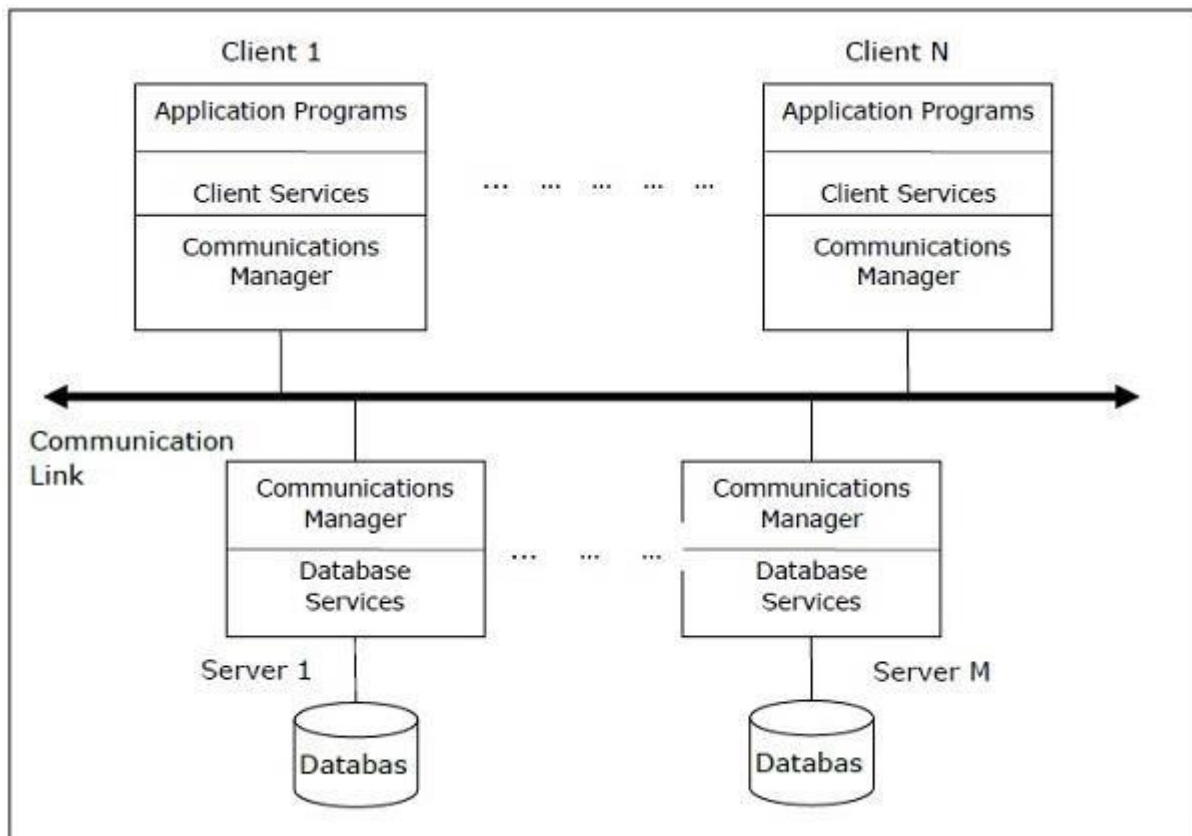 Client 1
Client N
Application Programs
Application Programs
Client Services
... ... ... ... ...
Client Services
Communications
Manager
Communications
Manager
Communication
Link
Communications
Manager
Communications
Manager
... ... ...
Database
Services
Database
Services
Server 1
Server M
Databas
Databas